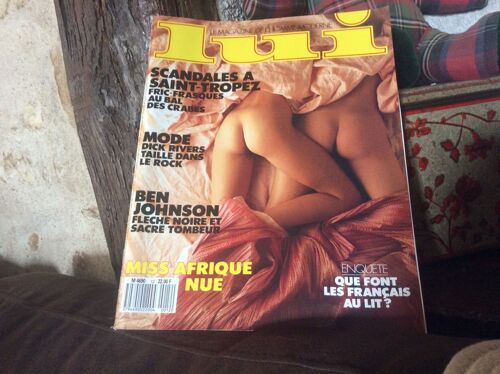 lui
LE MAGAZINE DE L'HOMME MODERNE
SCANDALES A
SAINT-TROPEZ
FRIC-FRASQUES
AU BAL
DES CRABES
MODE
DICK RIVERS
TAILLE DANS
LE ROCK
BEN
JOHNSON
FLECHE NOIRE ET
SACRE TOMBEUR
MISS AFRIQUE
NUE
ENQUETE
QUE FONT
LES FRANÇAIS
AU LIT ?
22,00 F